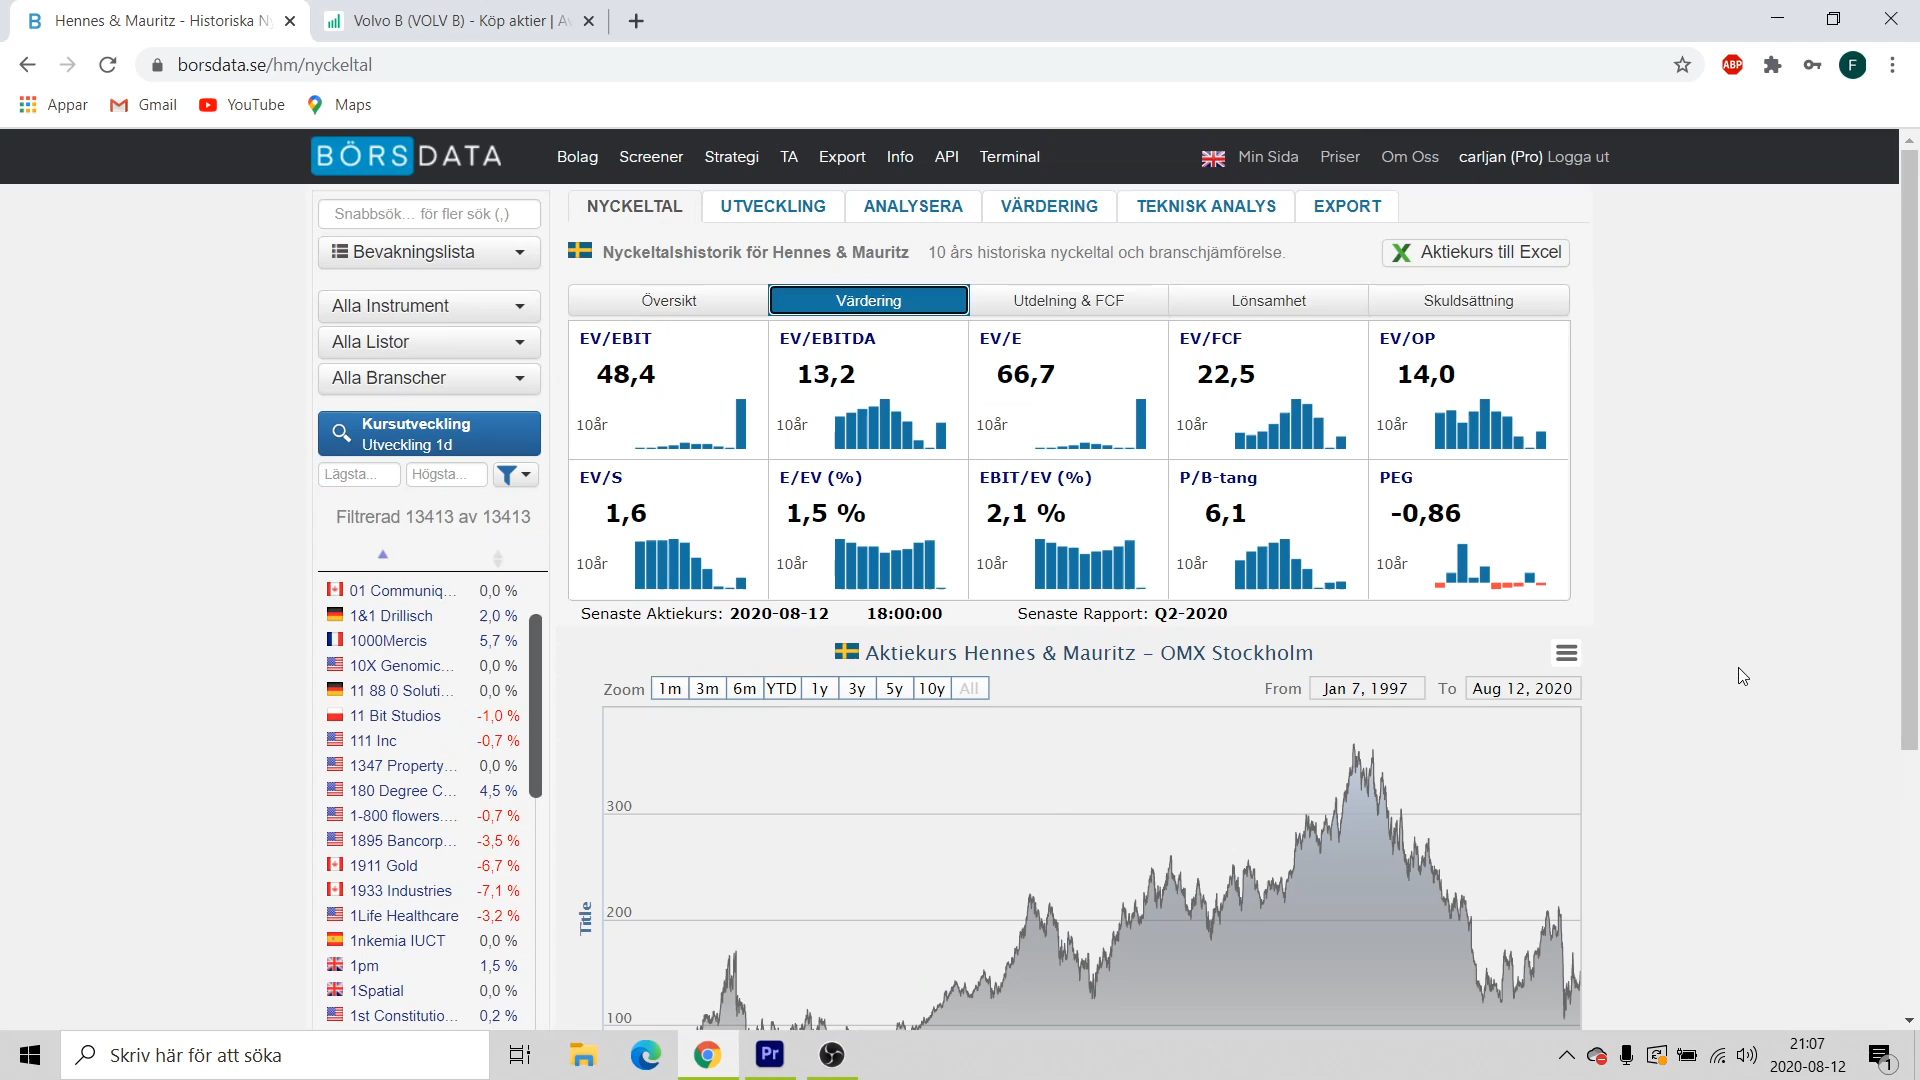 Hennes & Mauritz - Historiska N
Volvo B (VOLV B) - Köp aktier | A
borsdata.se/hm/nyckeltal
ABP
F
Appar
Gmail
YouTube
Maps
BÖRSDATA
Bolag Screener Strategi TA Export Info API Terminal
Min Sida Priser Om Oss carljan (Pro) Logga ut
Snabbsök... för fler sök (,)
Bevakningslista
Alla Instrument
Alla Listor
Alla Branscher
Kursutveckling
Utveckling 1d
Lägsta... Högsta...
Filtrerad 13413 av 13413
01 Communiq... 0,0 %
1&1 Drillisch 2,0 %
1000Mercis 5,7 %
10X Genomic... 0,0 %
11 88 0 Soluti... 0,0 %
11 Bit Studios -1,0 %
111 Inc -0,7 %
1347 Property... 0,0 %
180 Degree C... 4,5 %
1-800 flowers.... -0,7 %
1895 Bancorp... -3,5 %
1911 Gold -6,7 %
1933 Industries -7,1 %
1Life Healthcare -3,2 %
1nkemia IUCT 0,0 %
1pm 1,5 %
1Spatial 0,0 %
1st Constitutio... 0,2 %
NYCKELTAL UTVECKLING ANALYSERA VÄRDERING TEKNISK ANALYS EXPORT
Nyckeltalshistorik för Hennes & Mauritz 10 års historiska nyckeltal och branschjämförelse.
Aktiekurs till Excel
Översikt Värdering Utdelning & FCF Lönsamhet Skuldsättning
EV/EBIT EV/EBITDA EV/E EV/FCF EV/OP
48,4 13,2 66,7 22,5 14,0
10år 10år 10år 10år 10år
EV/S E/EV (%) EBIT/EV (%) P/B-tang PEG
1,6 1,5 % 2,1 % 6,1 -0,86
10år 10år 10år 10år 10år
Senaste Aktiekurs: 2020-08-12 18:00:00 Senaste Rapport: Q2-2020
Aktiekurs Hennes & Mauritz - OMX Stockholm
Zoom 1m 3m 6m YTD 1y 3y 5y 10y All
From Jan 7, 1997 To Aug 12, 2020
300
200
100
Title
Skriv här för att söka
Pr
21:07
2020-08-12
1